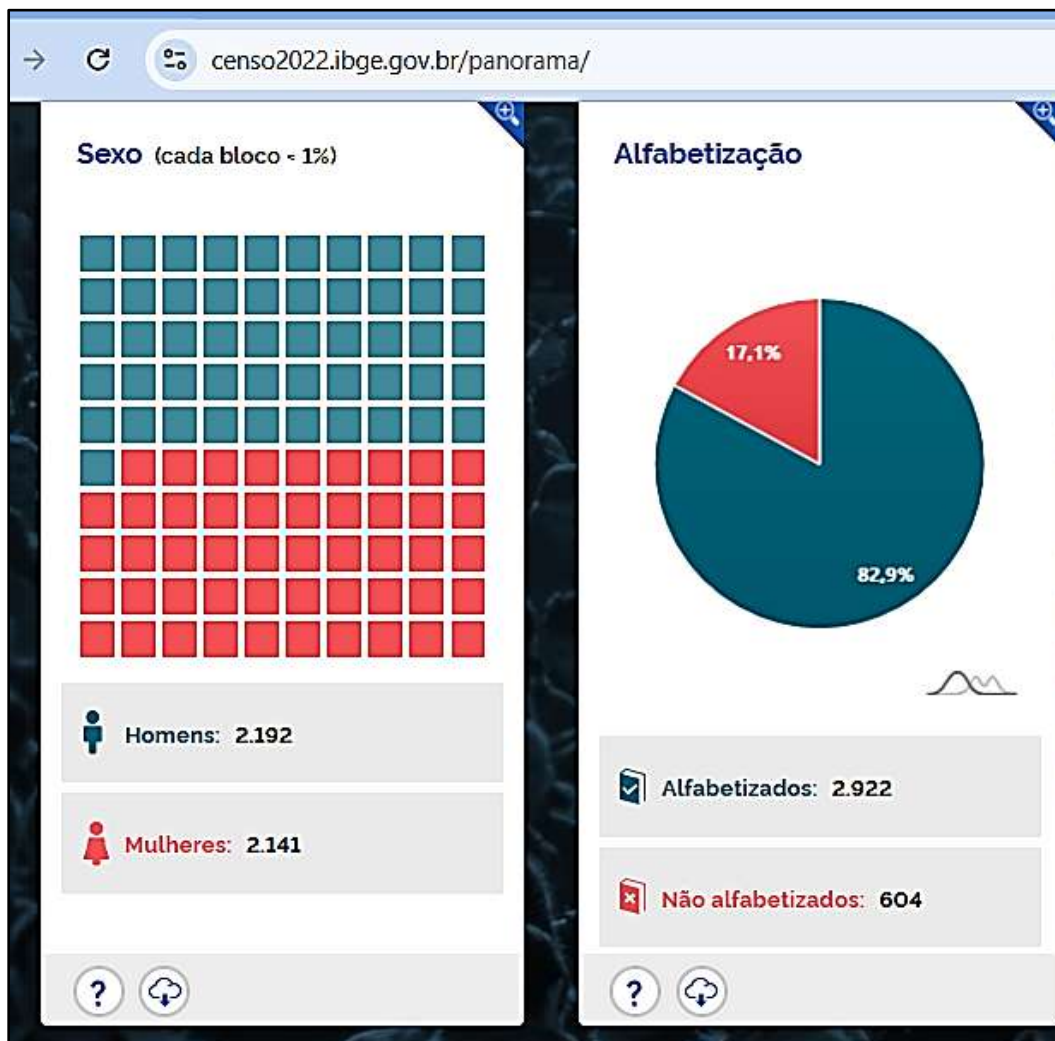 censo2022.ibge.gov.br/panorama/
Sexo (cada bloco ≈ 1%)
Homens: 2.192
Mulheres: 2.141
?
Alfabetização
17,1%
82,9%
Alfabetizados: 2.922
Não alfabetizados: 604
?